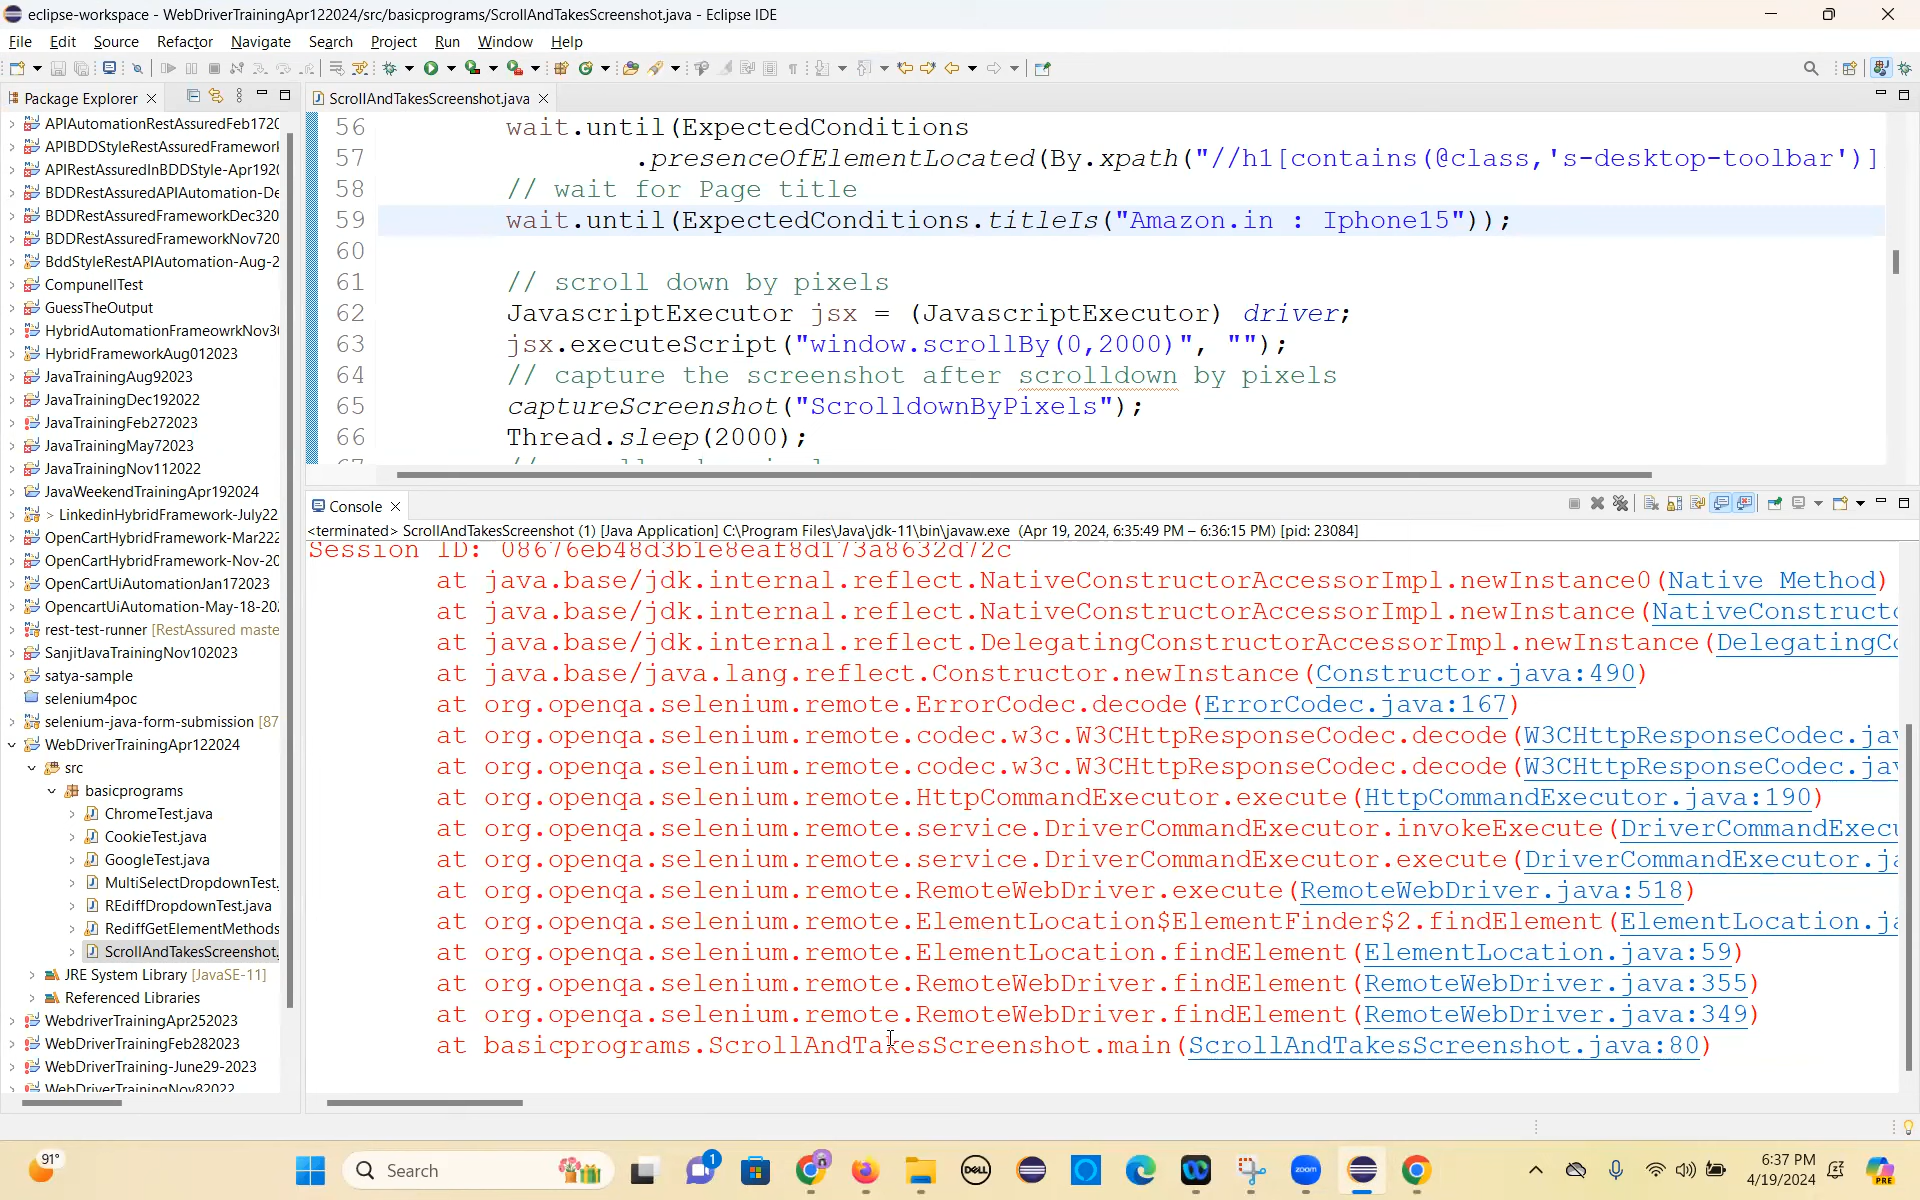 eclipse-workspace - WebDriverTrainingApr122024/src/basicprograms/ScrollAndTakesScreenshot.java - Eclipse IDE
File Edit Source Refactor Navigate Search Project Run Window Help
Package Explorer
APIAutomationRestAssuredFeb1720
APIBDDStyleRestAssuredFramework
APIRestAssuredInBDDStyle-Apr1920
BDDRestAssuredAPIAutomation-De
BDDRestAssuredFrameworkDec320
BDDRestAssuredFrameworkNov720
BddStyleRestAPIAutomation-Aug-2
CompunellTest
GuessTheOutput
HybridAutomationFrameowrkNov30
HybridFrameworkAug012023
JavaTrainingAug92023
JavaTrainingDec192022
JavaTrainingFeb272023
JavaTrainingMay72023
JavaTrainingNov112022
JavaWeekendTrainingApr192024
> LinkedinHybridFramework-July22
OpenCartHybridFramework-Mar222
OpenCartHybridFramework-Nov-20
OpenCartUiAutomationJan172023
OpencartUiAutomation-May-18-20
rest-test-runner [RestAssured maste
SanjitJavaTrainingNov102023
satya-sample
selenium4poc
selenium-java-form-submission [87
WebDriverTrainingApr122024
src
basicprograms
ChromeTest.java
CookieTest.java
GoogleTest.java
MultiSelectDropdownTest.
REdiffDropdownTest.java
RediffGetElementMethods
ScrollAndTakesScreenshot.
JRE System Library [JavaSE-11]
Referenced Libraries
WebdriverTrainingApr252023
WebDriverTrainingFeb282023
WebDriverTraining-June29-2023
WebDriverTrainingNov82022
ScrollAndTakesScreenshot.java
56 wait.until(ExpectedConditions
57 .presenceOfElementLocated(By.xpath("//h1[contains(@class,'s-desktop-toolbar')]
58 // wait for Page title
59 wait.until(ExpectedConditions.titleIs("Amazon.in : Iphone15"));
60
61 // scroll down by pixels
62 JavascriptExecutor jsx = (JavascriptExecutor) driver;
63 jsx.executeScript("window.scrollBy(0,2000)", "");
64 // capture the screenshot after scrolldown by pixels
65 captureScreenshot("ScrolldownByPixels");
66 Thread.sleep(2000);
Console
<terminated> ScrollAndTakesScreenshot (1) [Java Application] C:\Program Files\Java\jdk-11\bin\javaw.exe (Apr 19, 2024, 6:35:49 PM – 6:36:15 PM) [pid: 23084]
Session ID: 08676eb48d3b1e8eaf8d173a8632d72c
at java.base/jdk.internal.reflect.NativeConstructorAccessorImpl.newInstance0(Native Method)
at java.base/jdk.internal.reflect.NativeConstructorAccessorImpl.newInstance(NativeConstructo
at java.base/jdk.internal.reflect.DelegatingConstructorAccessorImpl.newInstance(DelegatingCo
at java.base/java.lang.reflect.Constructor.newInstance(Constructor.java:490)
at org.openqa.selenium.remote.ErrorCodec.decode(ErrorCodec.java:167)
at org.openqa.selenium.remote.codec.w3c.W3CHttpResponseCodec.decode(W3CHttpResponseCodec.jav
at org.openqa.selenium.remote.codec.w3c.W3CHttpResponseCodec.decode(W3CHttpResponseCodec.jav
at org.openqa.selenium.remote.HttpCommandExecutor.execute(HttpCommandExecutor.java:190)
at org.openqa.selenium.remote.service.DriverCommandExecutor.invokeExecute(DriverCommandExecu
at org.openqa.selenium.remote.service.DriverCommandExecutor.execute(DriverCommandExecutor.ja
at org.openqa.selenium.remote.RemoteWebDriver.execute(RemoteWebDriver.java:518)
at org.openqa.selenium.remote.ElementLocation$ElementFinder$2.findElement(ElementLocation.ja
at org.openqa.selenium.remote.ElementLocation.findElement(ElementLocation.java:59)
at org.openqa.selenium.remote.RemoteWebDriver.findElement(RemoteWebDriver.java:355)
at org.openqa.selenium.remote.RemoteWebDriver.findElement(RemoteWebDriver.java:349)
at basicprograms.ScrollAndTakesScreenshot.main(ScrollAndTakesScreenshot.java:80)
91°
Search
1
DELL
zoom
6:37 PM
4/19/2024
PRE